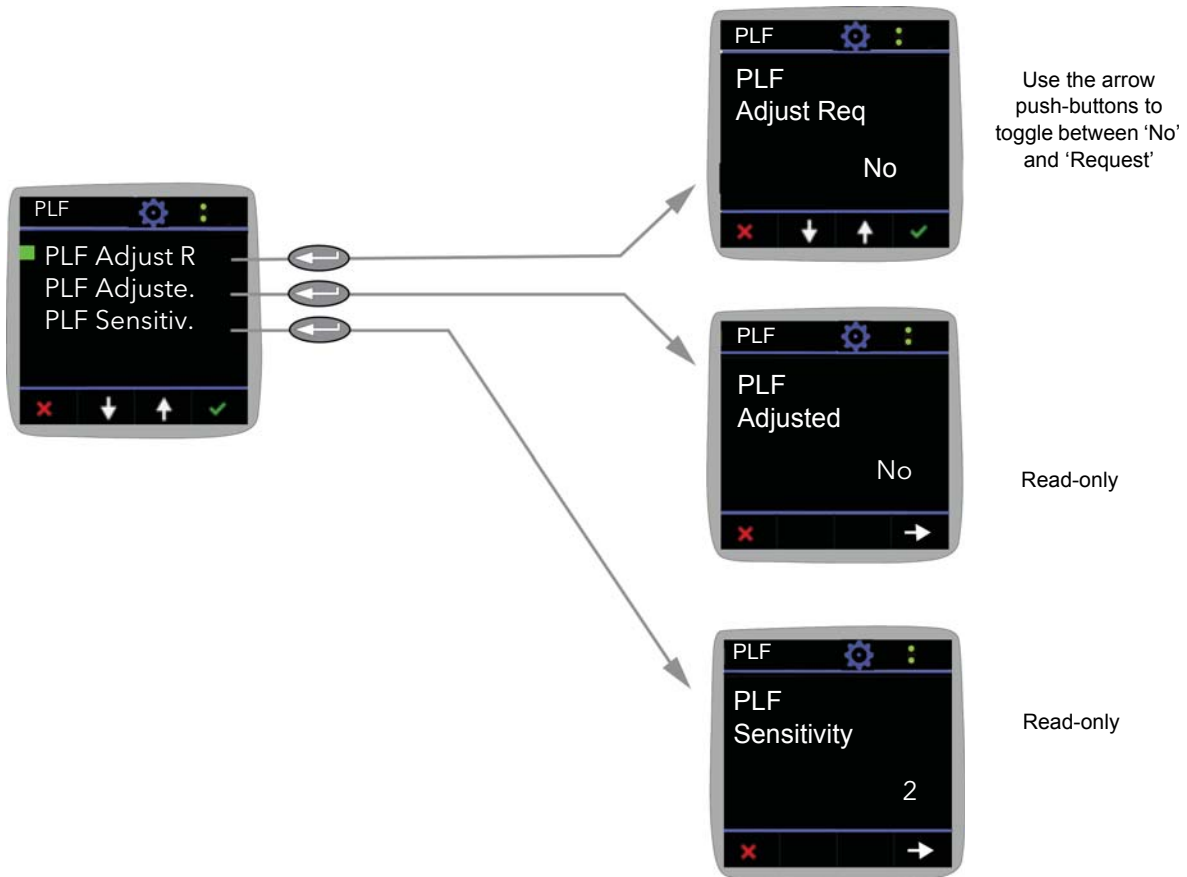 PLF
PLF Adjust R
PLF Adjuste.
PLF Sensitiv.
PLF
PLF
Adjust Req
No
Use the arrow
push-buttons to
toggle between ‘No’
and ‘Request’
PLF
PLF
Adjusted
No
Read-only
PLF
PLF
Sensitivity
2
Read-only